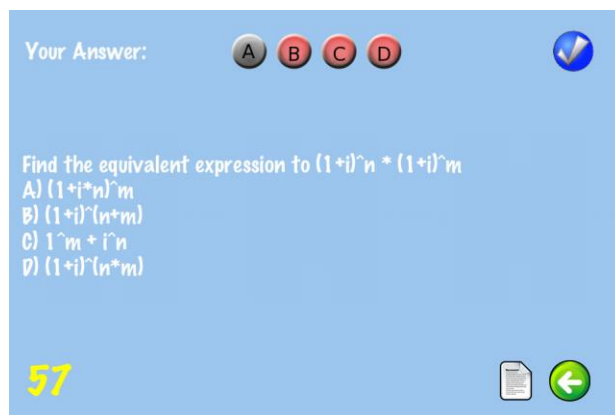 Your Answer: A B C D
Find the equivalent expression to (1+i)^n * (1+i)^m
A) (1+i*n)^m
B) (1+i)^(n+m)
C) 1^m + i^n
D) (1+i)^(n*m)
57